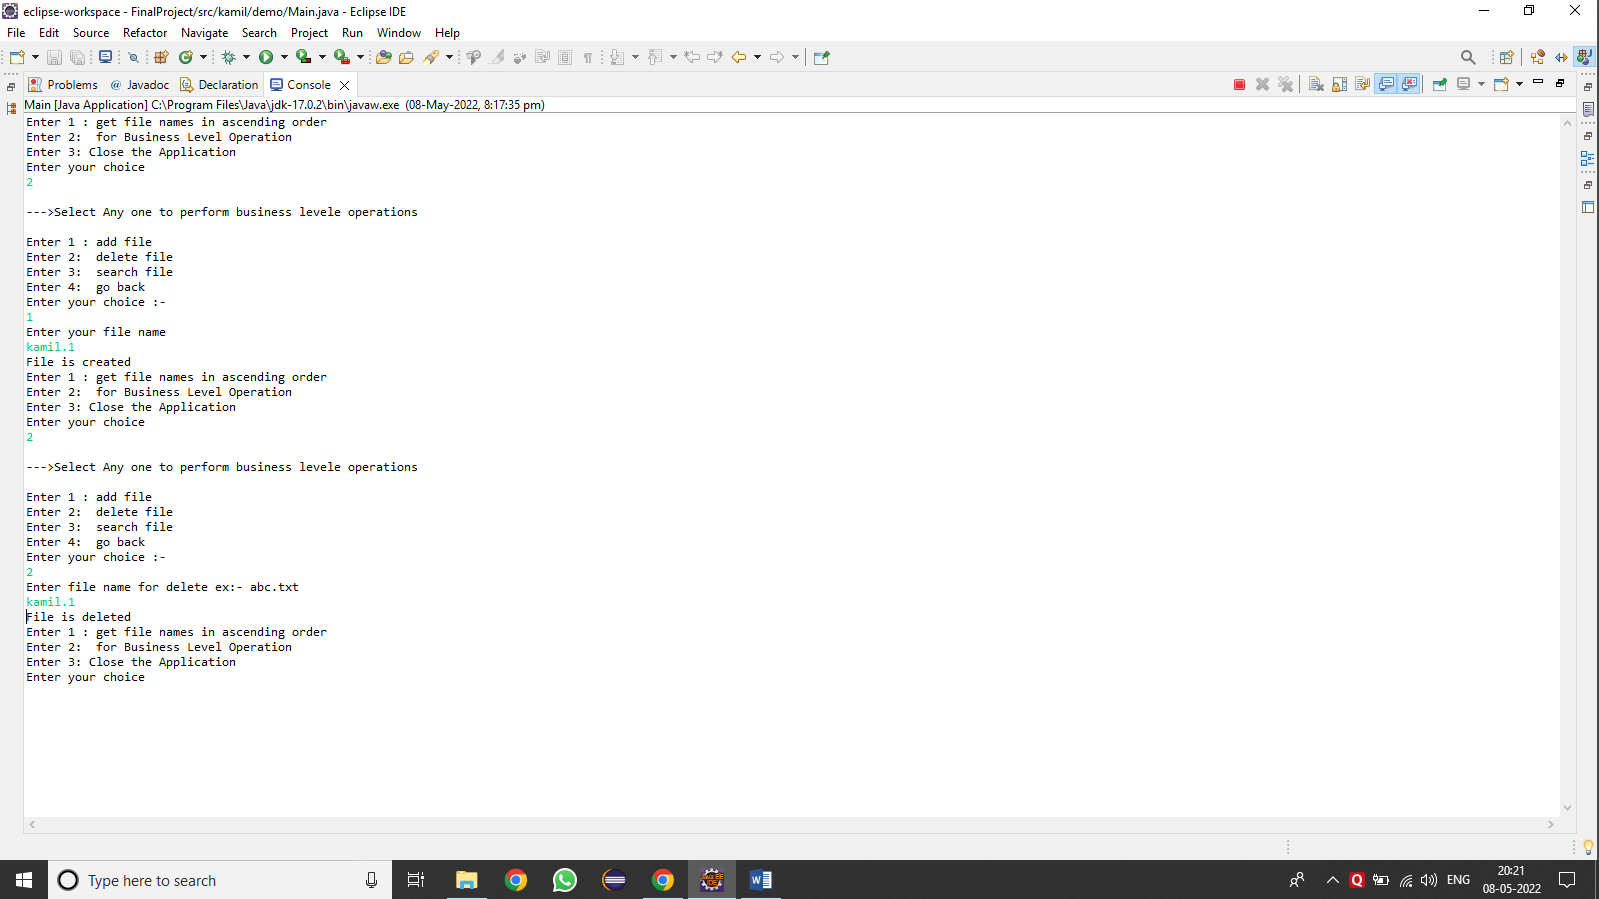 eclipse-workspace - FinalProject/src/kamil/demo/Main.java - Eclipse IDE
File Edit Source Refactor Navigate Search Project Run Window Help
Problems @ Javadoc Declaration Console
Main [Java Application] C:\Program Files\Java\jdk-17.0.2\bin\javaw.exe (08-May-2022, 8:17:35 pm)
Enter 1 : get file names in ascending order
Enter 2:  for Business Level Operation
Enter 3: Close the Application
Enter your choice
2
--->Select Any one to perform business levele operations
Enter 1 : add file
Enter 2:  delete file
Enter 3:  search file
Enter 4:  go back
Enter your choice :-
1
Enter your file name
kamil.1
File is created
Enter 1 : get file names in ascending order
Enter 2:  for Business Level Operation
Enter 3: Close the Application
Enter your choice
2
--->Select Any one to perform business levele operations
Enter 1 : add file
Enter 2:  delete file
Enter 3:  search file
Enter 4:  go back
Enter your choice :-
2
Enter file name for delete ex:- abc.txt
kamil.1
File is deleted
Enter 1 : get file names in ascending order
Enter 2:  for Business Level Operation
Enter 3: Close the Application
Enter your choice
Type here to search
ENG
20:21
08-05-2022